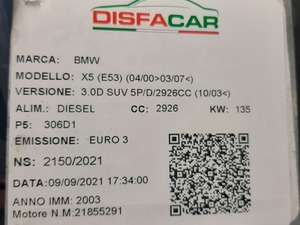 DISFACAR
MARCA: BMW
MODELLO: X5 (E53) (04/00>03/07<)
VERSIONE: 3.0D SUV 5P/D/2926CC (10/03<)
ALIM.: DIESEL CC: 2926 KW: 135
P5: 306D1
EMISSIONE: EURO 3
NS: 2150/2021
DATA:09/09/2021 17:34:00
ANNO IMM: 2003
Motore N.M:21855291